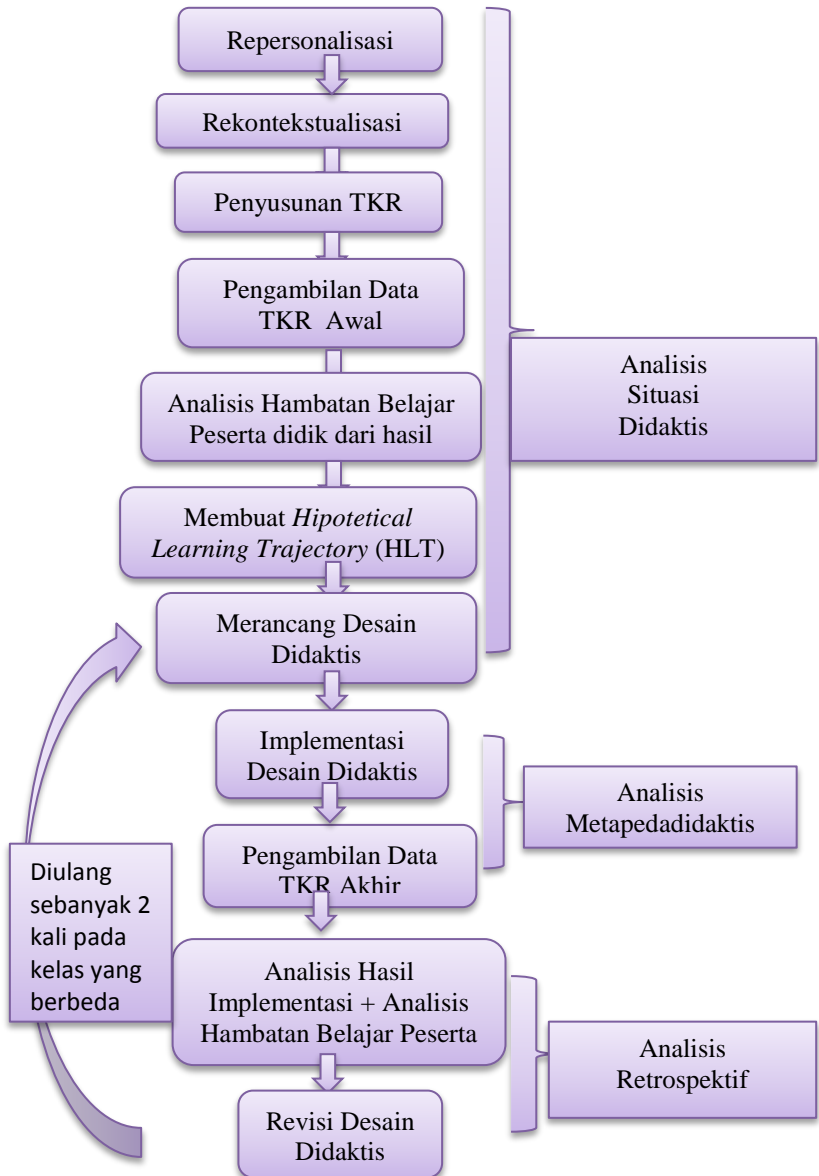 Repersonalisasi
Rekontekstualisasi
Penyusunan TKR
Pengambilan Data
TKR Awal
Analisis Hambatan Belajar
Peserta didik dari hasil
Membuat Hipotetical
Learning Trajectory (HLT)
Merancang Desain
Didaktis
Analisis
Situasi
Didaktis
Implementasi
Desain Didaktis
Pengambilan Data
TKR Akhir
Analisis
Metapedadidaktis
Diulang
sebanyak 2
kali pada
kelas yang
berbeda
Analisis Hasil
Implementasi + Analisis
Hambatan Belajar Peserta
Revisi Desain
Didaktis
Analisis
Retrospektif